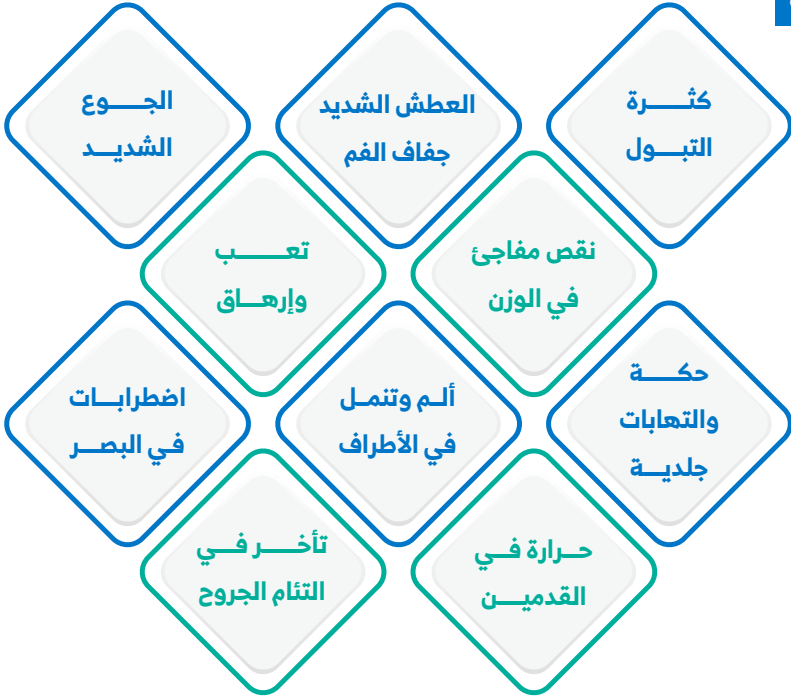 كثرة
التبول
العطش الشديد
جفاف الفم
الجوع
الشديد
نقص مفاجئ
في الوزن
تعب
وإرهاق
حكة
والتهابات
جلدية
ألم وتنمل
في الأطراف
اضطرابات
في البصر
حرارة في
القدمين
تأخر في
التئام الجروح